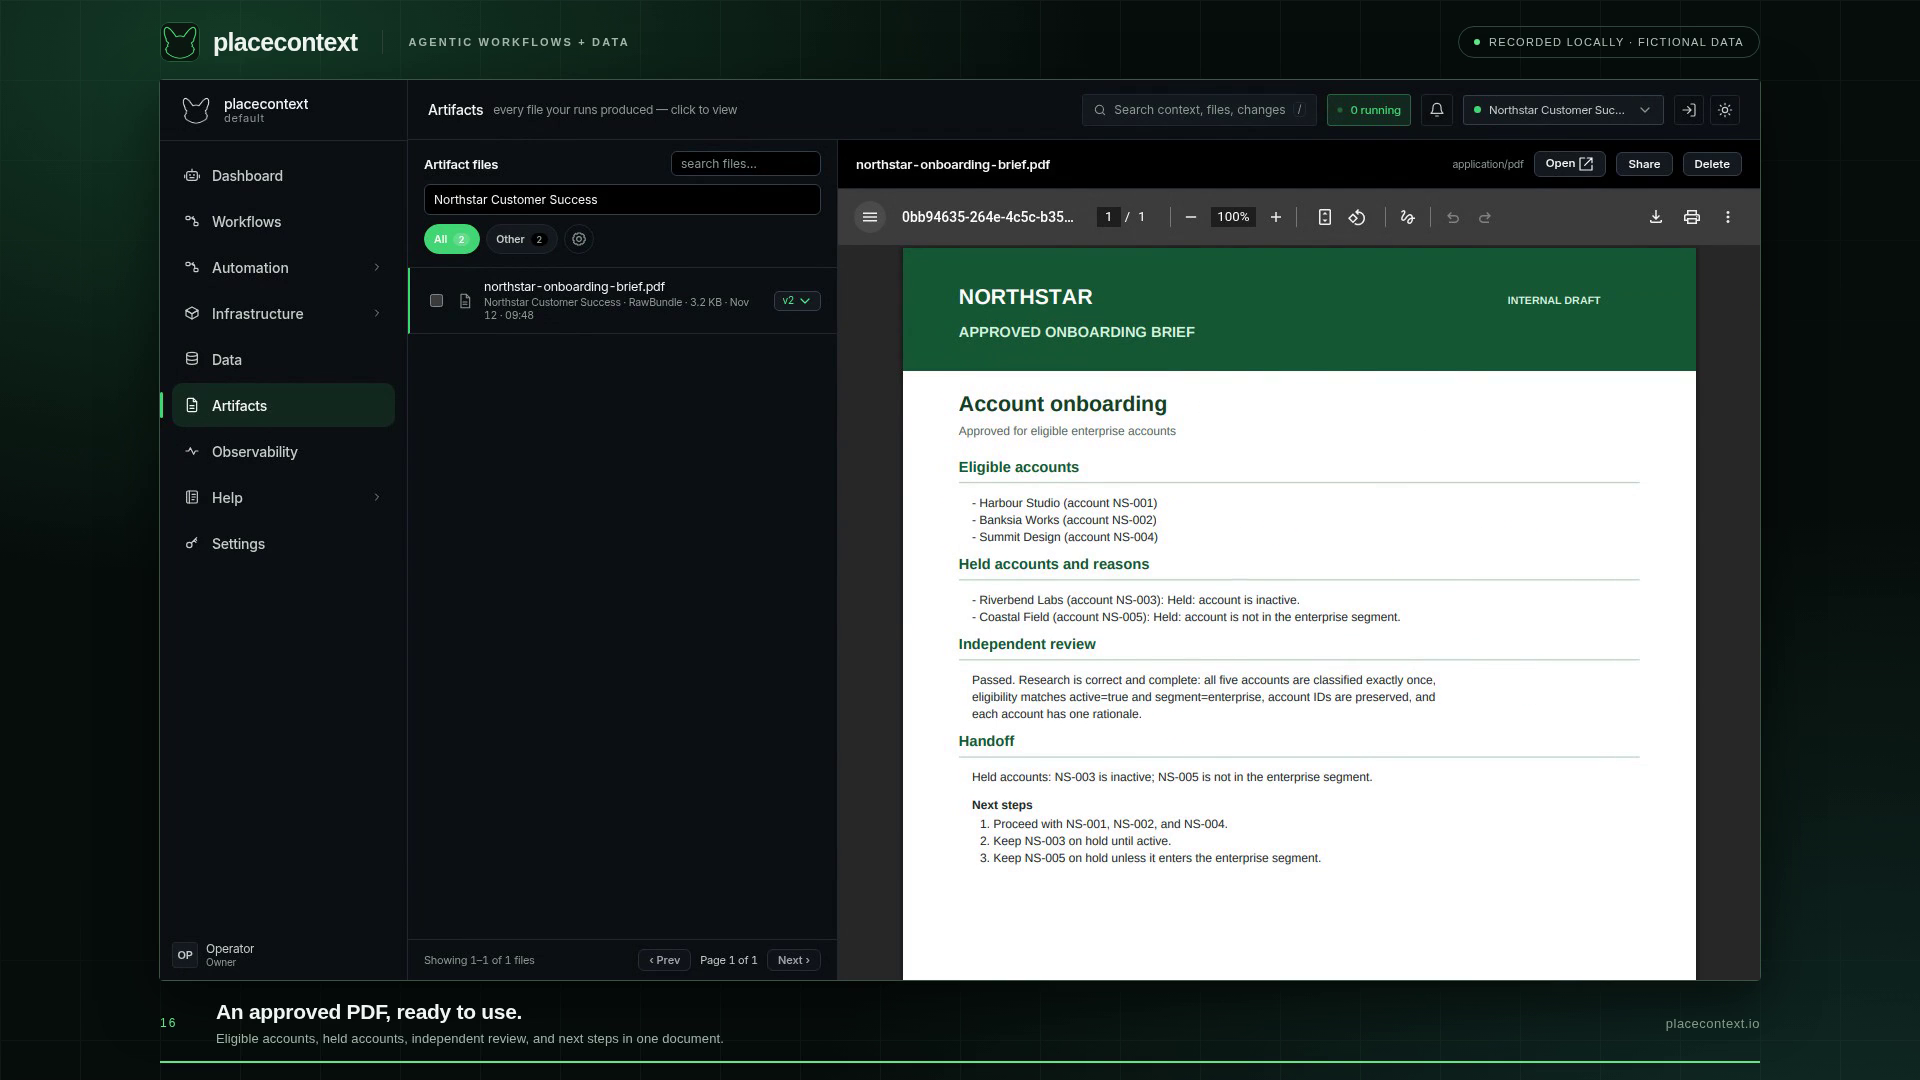 placecontext
AGENTIC WORKFLOWS + DATA
RECORDED LOCALLY · FICTIONAL DATA
placecontext
default
Artifacts every file your runs produced — click to view
Search context, files, changes /
0 running
Northstar Customer Suc...
Dashboard
Workflows
Automation
Infrastructure
Data
Artifacts
Observability
Help
Settings
OP
Operator
Owner
Artifact files
search files...
Northstar Customer Success
All 2
Other 2
northstar-onboarding-brief.pdf
Northstar Customer Success · RawBundle · 3.2 KB · Nov
12 · 09:48
v2
Showing 1–1 of 1 files
‹ Prev
Page 1 of 1
Next ›
northstar-onboarding-brief.pdf
application/pdf
Open
Share
Delete
0bb94635-264e-4c5c-b35...
1 / 1
100%
NORTHSTAR
INTERNAL DRAFT
APPROVED ONBOARDING BRIEF
Account onboarding
Approved for eligible enterprise accounts
Eligible accounts
- Harbour Studio (account NS-001)
- Banksia Works (account NS-002)
- Summit Design (account NS-004)
Held accounts and reasons
- Riverbend Labs (account NS-003): Held: account is inactive.
- Coastal Field (account NS-005): Held: account is not in the enterprise segment.
Independent review
Passed. Research is correct and complete: all five accounts are classified exactly once,
eligibility matches active=true and segment=enterprise, account IDs are preserved, and
each account has one rationale.
Handoff
Held accounts: NS-003 is inactive; NS-005 is not in the enterprise segment.
Next steps
1. Proceed with NS-001, NS-002, and NS-004.
2. Keep NS-003 on hold until active.
3. Keep NS-005 on hold unless it enters the enterprise segment.
16
An approved PDF, ready to use.
Eligible accounts, held accounts, independent review, and next steps in one document.
placecontext.io